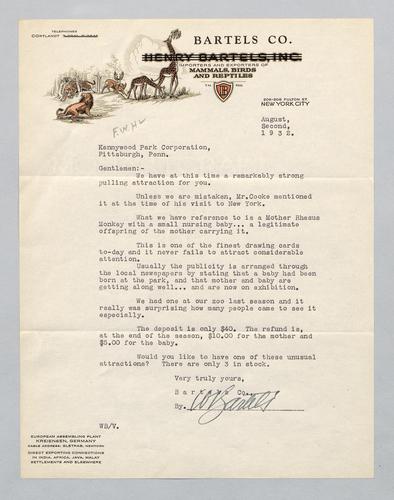 TELEPHONES
CORTLANDT
BARTELS CO.
HENRY BARTELS, INC
IMPORTERS AND EXPORTERS OF
MAMMALS, BIRDS
AND REPTILES
NEW YORK CITY
F.W.H
August,
Second,
1932.
Kennywood Park Corporation,
Pittsburgh, Penn.
Gentlemen:-
We have at this time a remarkably strong
pulling attraction for you.
Unless we are mistaken, Mr.Cooke mentioned
it at the time of his visit to New York.
What we have reference to is a Mother Rhesus
Monkey with a small nursing baby... a legitimate
offspring of the mother carrying it.
This is one of the finest drawing cards
to-day and it never fails to attract considerable
attention.
Usually the publicity is arranged through
the local newspapers by stating that a baby had been
born at the park, and that mother and baby are
getting along well... and are now on exhibition.
We had one at our zoo last season and it
really was surprising how many people came to see it
especially.
The deposit is only $40. The refund is,
at the end of the season, $10.00 for the mother and
$5.00 for the baby.
Would you like to have one of these unusual
attractions? There are only 3 in stock.
Very truly yours,
Bartels Co.
By. W Bartels
WB/V.
EUROPEAN ASSEMBLING PLANT
KREIENSEN, GERMANY
DIRECT EXPORTING CONNECTIONS
IN INDIA, AFRICA, JAVA, MALAY
SETTLEMENTS AND ELSEWHERE